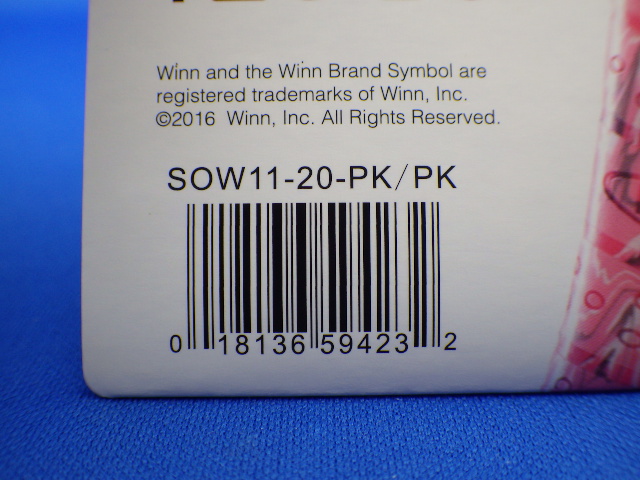 Winn and the Winn Brand Symbol are
registered trademarks of Winn, Inc.
©2016 Winn, Inc. All Rights Reserved.
SOW11-20-PK/PK
0 18136 59423 2